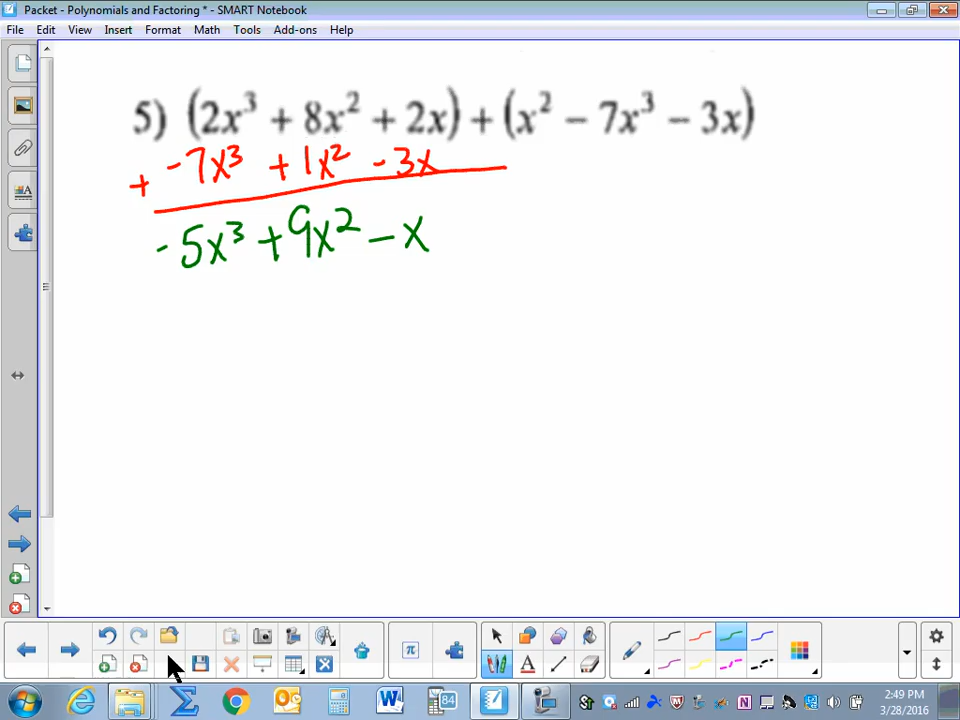 Packet - Polynomials and Factoring * - SMART Notebook
File Edit View Insert Format Math Tools Add-ons Help
5) (2x³ + 8x² + 2x) + (x² − 7x³ − 3x)
+ -7x³ + 1x² - 3x
-5x³ + 9x² - x
π
A
84
2:49 PM
3/28/2016